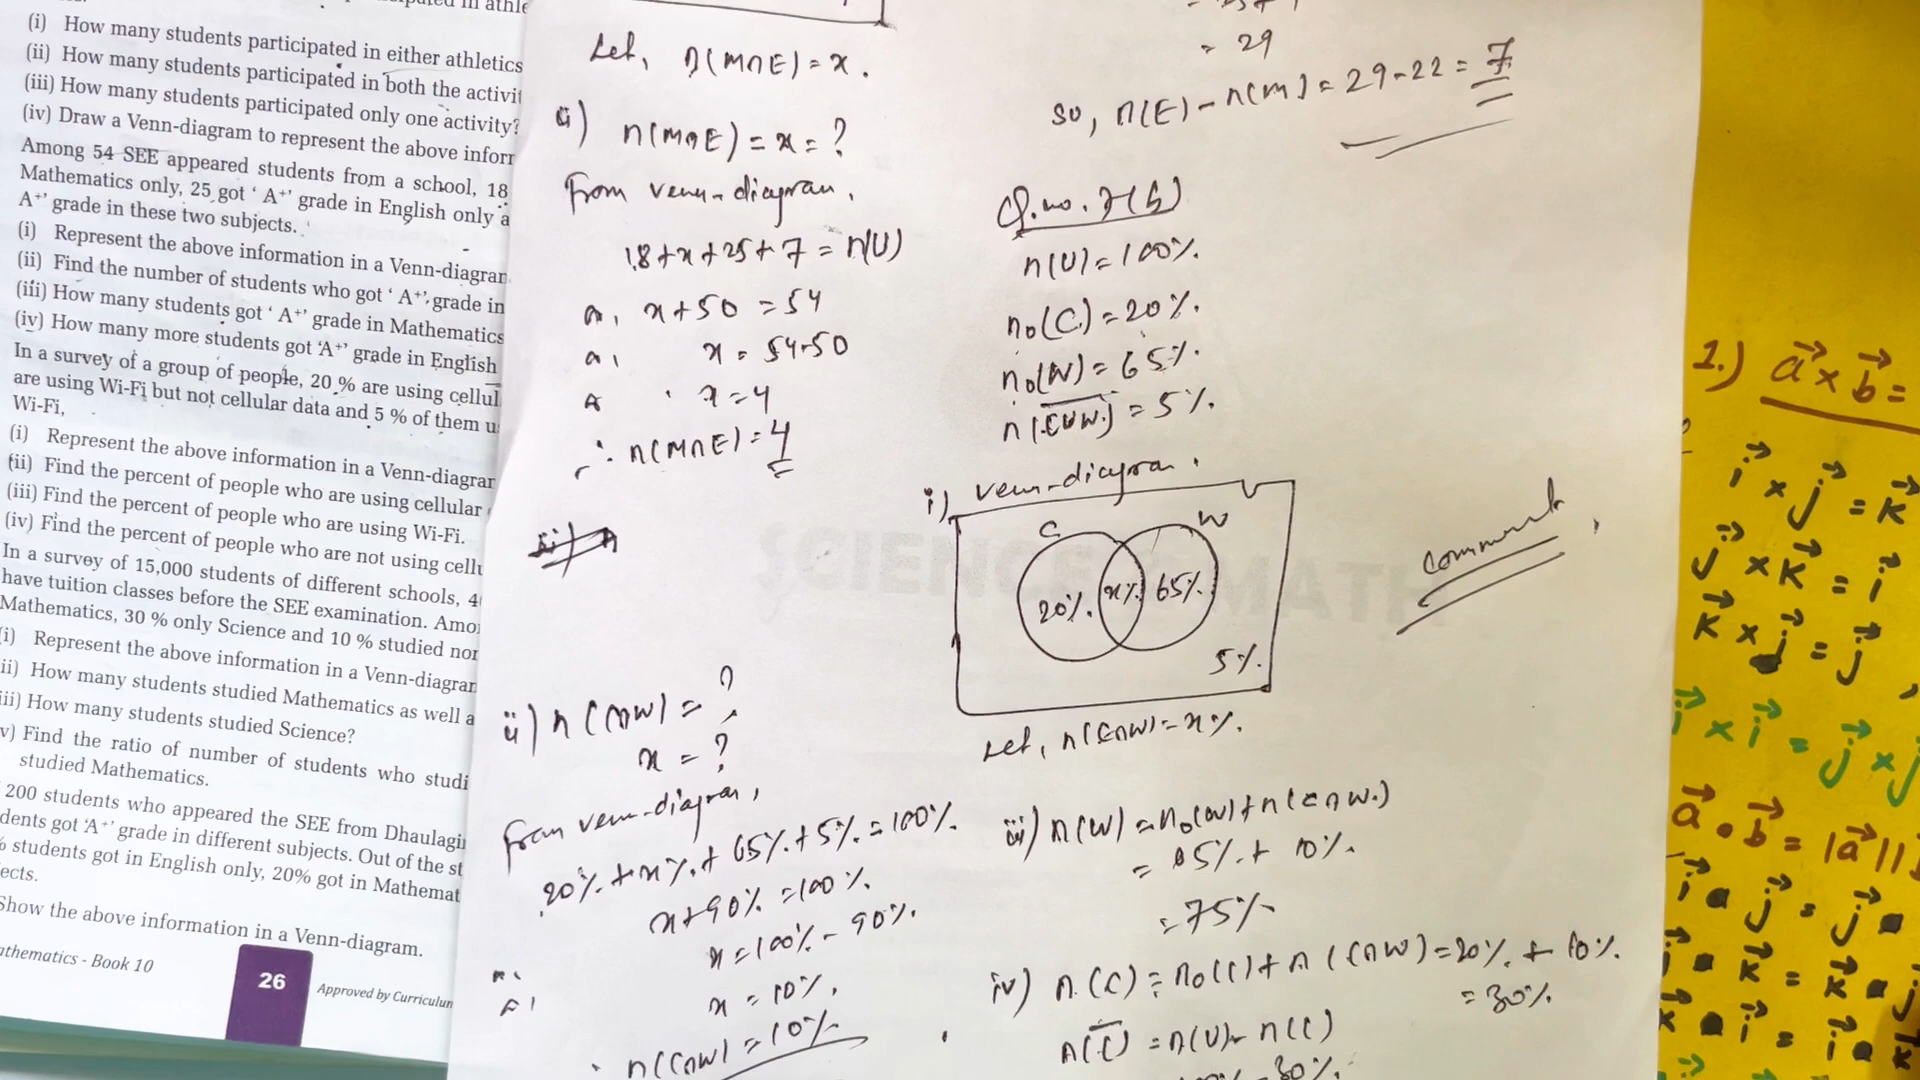 (i) How many students participated in either athletics
(ii) How many students participated in both the activit
(iii) How many students participated only one activity?
(iv) Draw a Venn-diagram to represent the above inforr
Among 54 SEE appeared students from a school, 18
Mathematics only, 25 got ‘ A⁺’ grade in English only a
A⁺’ grade in these two subjects.
(i) Represent the above information in a Venn-diagran
(ii) Find the number of students who got ‘ A⁺’ grade in
(iii) How many students got ‘ A⁺’ grade in Mathematics
(iv) How many more students got ‘A⁺’ grade in English
In a survey of a group of people, 20 % are using cellul
are using Wi-Fi but not cellular data and 5 % of them u
Wi-Fi,
(i) Represent the above information in a Venn-diagrar
(ii) Find the percent of people who are using cellular
(iii) Find the percent of people who are using Wi-Fi.
(iv) Find the percent of people who are not using cellu
In a survey of 15,000 students of different schools, 4
have tuition classes before the SEE examination. Amo
Mathematics, 30 % only Science and 10 % studied nor
i) Represent the above information in a Venn-diagran
ii) How many students studied Mathematics as well a
iii) How many students studied Science?
v) Find the ratio of number of students who studi
studied Mathematics.
200 students who appeared the SEE from Dhaulagi
dents got ‘A⁺’ grade in different subjects. Out of the st
students got in English only, 20% got in Mathemat
ects.
Show the above information in a Venn-diagram.
athematics - Book 10
26
Approved by Curriculun
Let, n(M∩E) = x.
ii) n(M∩E) = x = ?
From venn-diagram,
18+x+25+7 = n(U)
x+50 = 54
x = 54-50
x = 4
∴ n(M∩E) = 4
ii) n(C∩W) = ?
x = ?
From venn-diagram,
20%+x%+65%+5% = 100%.
x+90% = 100%.
x = 100% - 90%.
x = 10%.
n(C∩W) = 10%
= 29
so, n(E) - n(M) = 29-22 = 7
Q.no. 7(b)
n(U) = 100%.
n₀(C) = 20%.
n₀(W) = 65%.
n(C∪W) = 5%.
i) venn-diagram.
C W
20%. x% 65%.
5%.
Let, n(C∩W) = x%.
comment
SCIENCE MATH
iii) n(W) = n₀(W)+n(C∩W)
= 65%+ 10%.
= 75%
iv) n(C) = n₀(C)+n(C∩W) = 20%. + 10%.
= 30%.
n(C̅) = n(U) - n(C)
30%.
1.) a⃗ × b⃗ =
i⃗ × j⃗ = k⃗
j⃗ × k⃗ = i⃗
k⃗ × i⃗ = j⃗,
i⃗ × i⃗ = j⃗ × j⃗
a⃗ • b⃗ = |a⃗||
i⃗ • j⃗ = j⃗ •
i⃗ • k⃗ = k⃗ • j⃗
k⃗ • i⃗ = i⃗ • k⃗